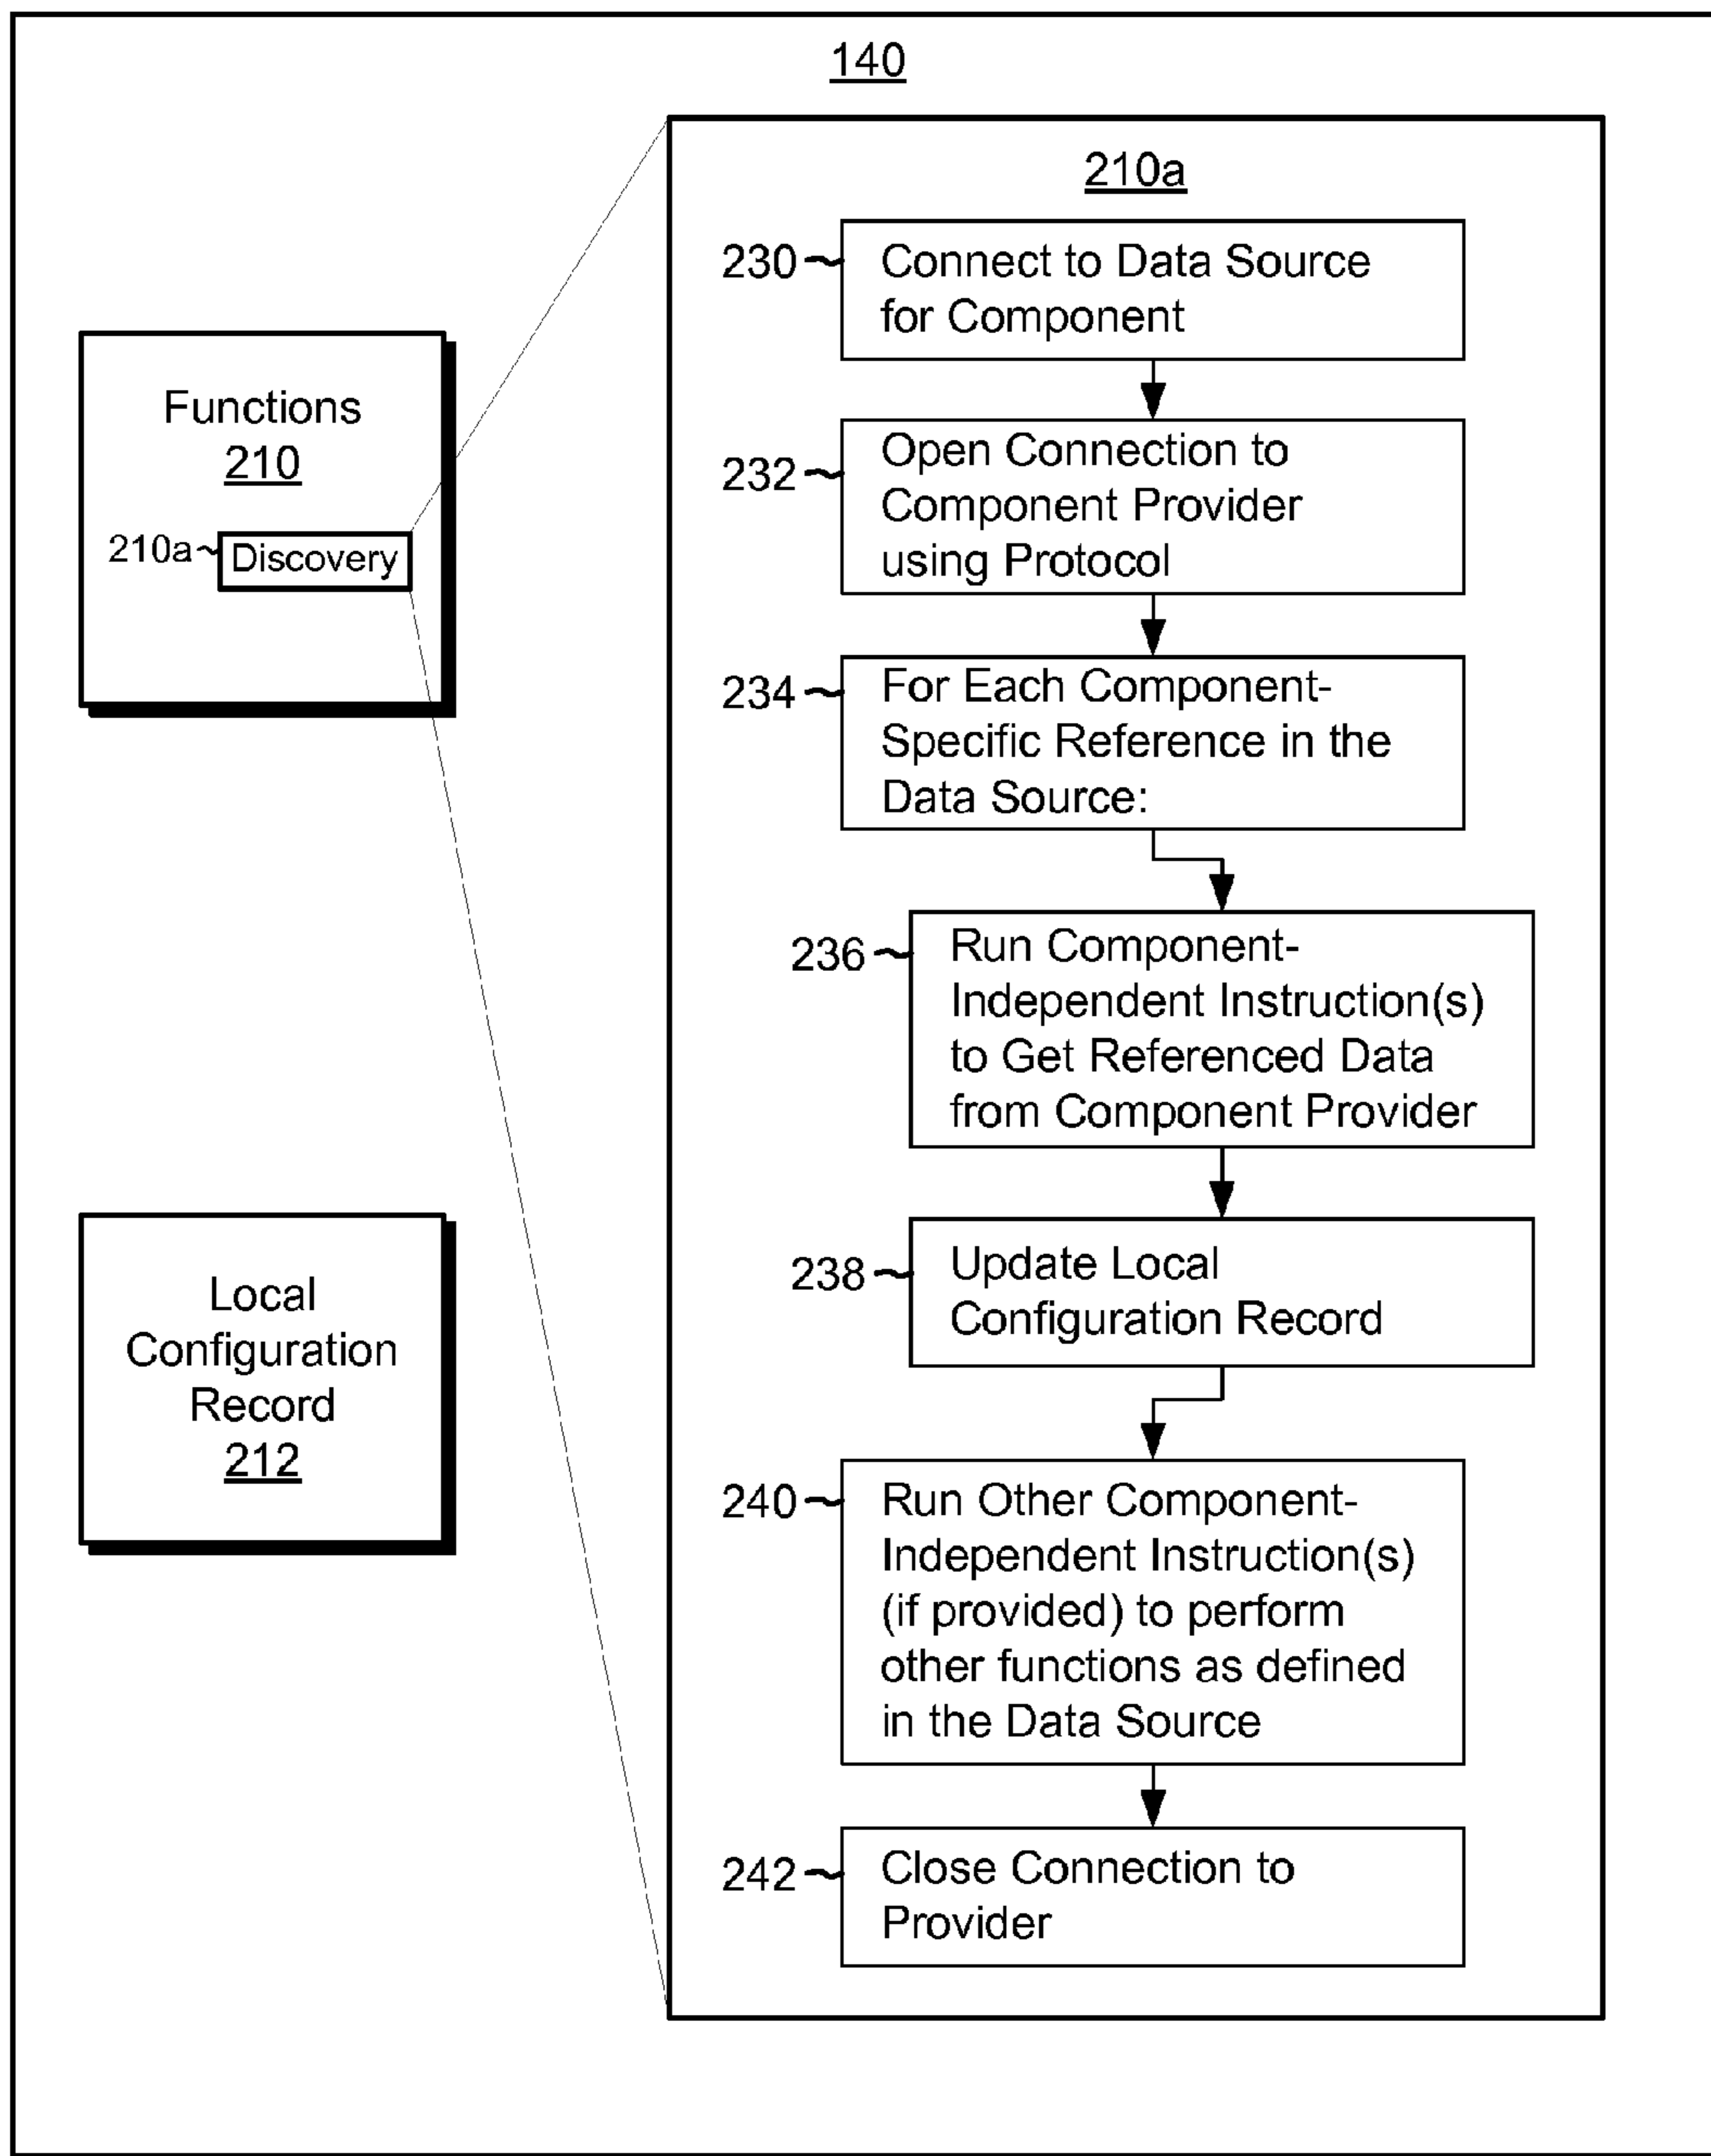 140
Functions
210
210a
Discovery
Local
Configuration
Record
212
210a
230
Connect to Data Source
for Component
232
Open Connection to
Component Provider
using Protocol
234
For Each Component-
Specific Reference in the
Data Source:
236
Run Component-
Independent Instruction(s)
to Get Referenced Data
from Component Provider
238
Update Local
Configuration Record
240
Run Other Component-
Independent Instruction(s)
(if provided) to perform
other functions as defined
in the Data Source
242
Close Connection to
Provider